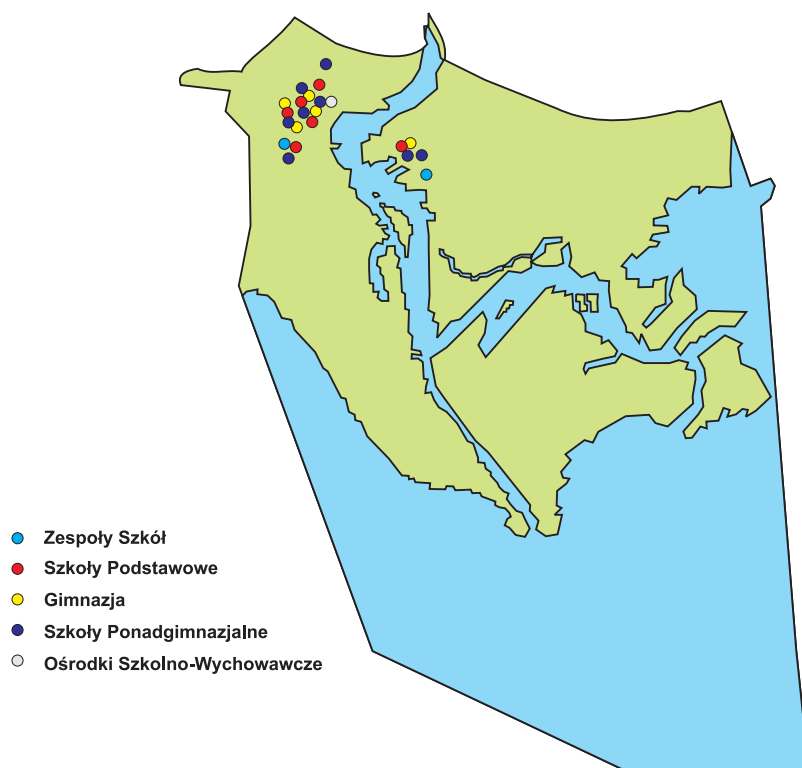 Zespoły Szkół
Szkoły Podstawowe
Gimnazja
Szkoły Ponadgimnazjalne
Ośrodki Szkolno-Wychowawcze